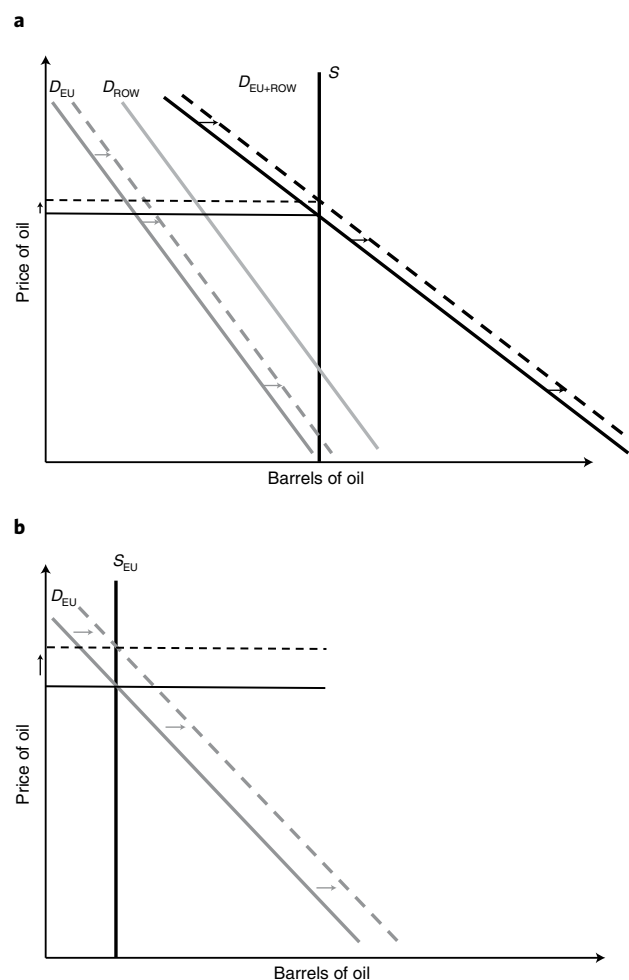 a
D_EU D_ROW D_EU+ROW S
Price of oil
Barrels of oil
b
S_EU
D_EU
Price of oil
Barrels of oil